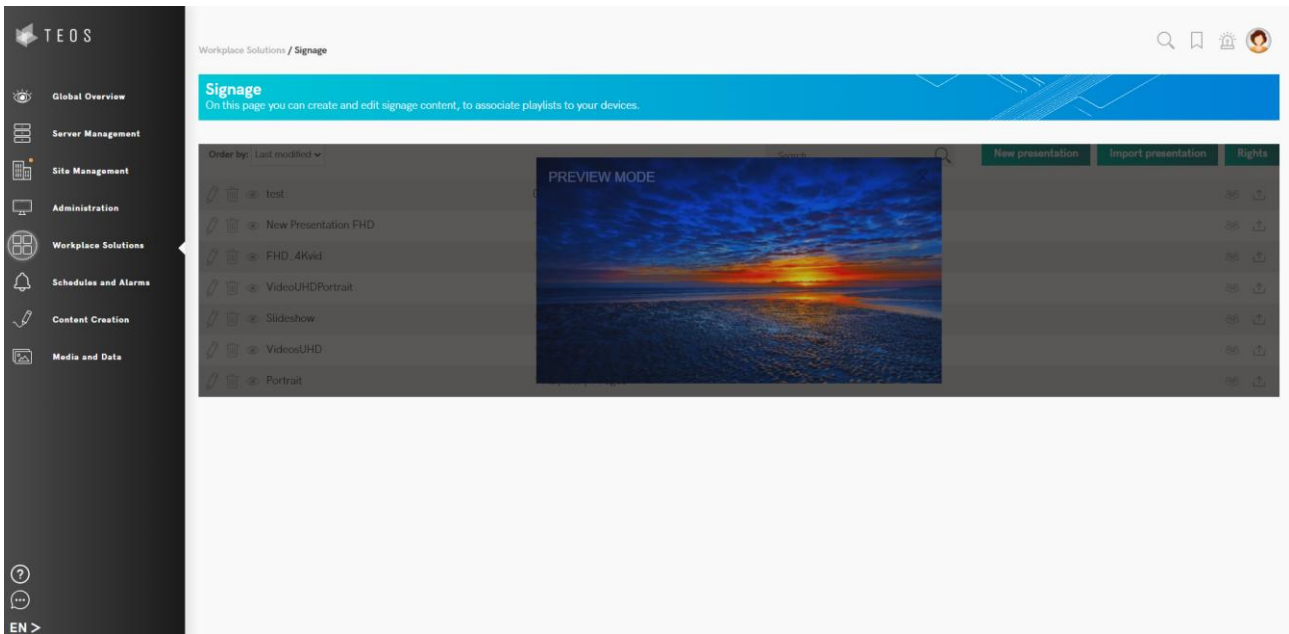 TEOS
Workplace Solutions / Signage
Global Overview
Server Management
Site Management
Administration
Workplace Solutions
Schedules and Alarms
Content Creation
Media and Data
EN >
Signage
On this page you can create and edit signage content, to associate playlists to your devices.
Order by: Last modified
Search
New presentation
Import presentation
Rights
PREVIEW MODE
test
New Presentation FHD
FHD_4Kvid
VideoUHDPortrait
Slideshow
VideosUHD
Portrait